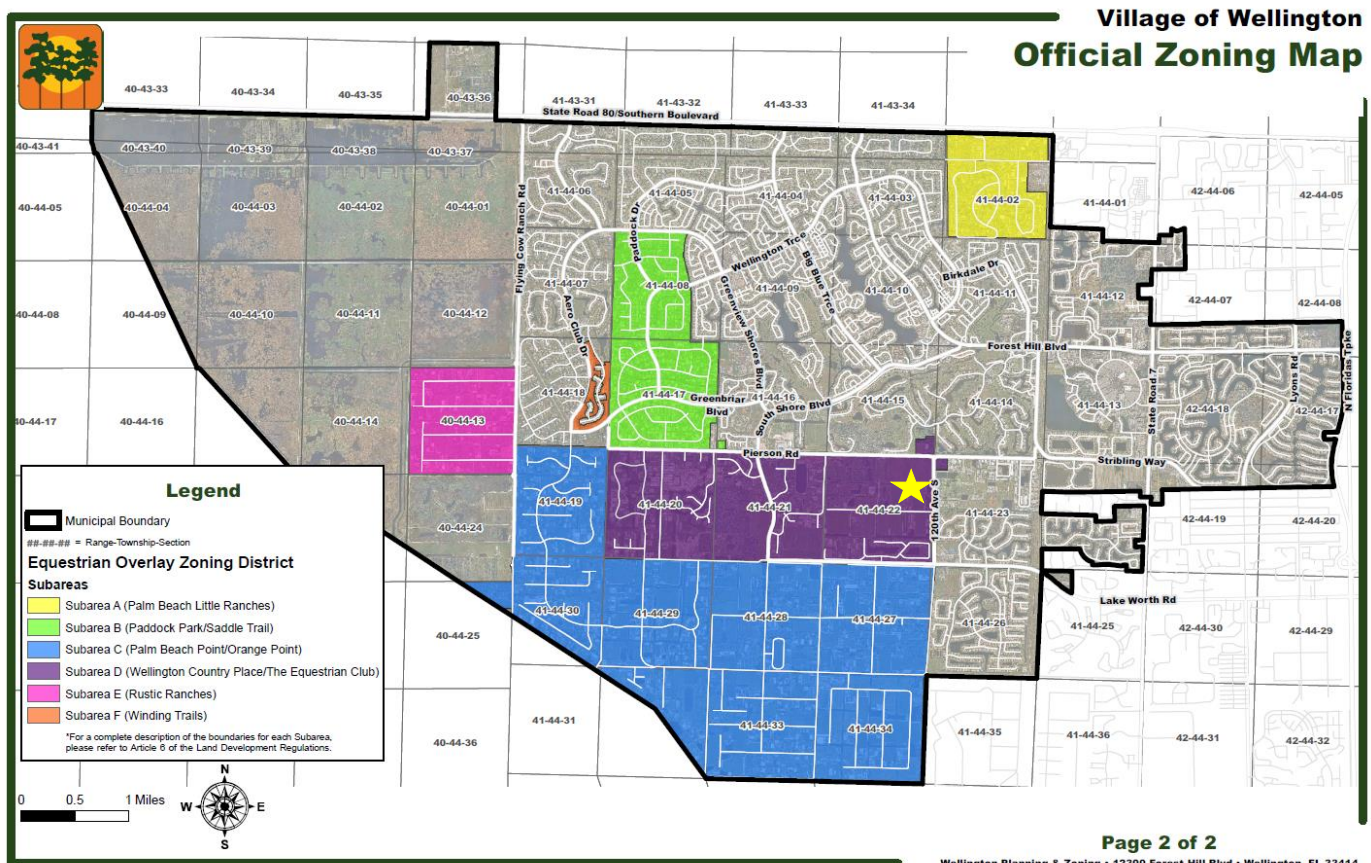 Village of Wellington
Official Zoning Map
40-43-33
40-43-34
40-43-35
40-43-36
41-43-31
41-43-32
41-43-33
41-43-34
State Road 80/Southern Boulevard
40-43-41
40-43-40
40-43-39
40-43-38
40-43-37
40-44-05
40-44-04
40-44-03
40-44-02
40-44-01
Flying Cow Ranch Rd
41-44-06
Paddock Dr
41-44-05
41-44-04
41-44-03
41-44-02
41-44-01
42-44-06
42-44-05
Wellington Trce
Big Blue Trce
Birkdale Dr
40-44-08
40-44-09
40-44-10
40-44-11
40-44-12
41-44-07
Aero Club Dr
41-44-08
Greenview Shores Blvd
41-44-09
41-44-10
41-44-11
41-44-12
42-44-07
42-44-08
Forest Hill Blvd
N Floridas Tpke
40-44-17
40-44-16
40-44-14
40-44-13
41-44-18
41-44-17
Greenbriar
Blvd
41-44-16
South Shore Blvd
41-44-15
41-44-14
41-44-13
State Road 7
42-44-18
Lyons Rd
42-44-17
Pierson Rd
Stribling Way
40-44-24
41-44-19
41-44-20
41-44-21
41-44-22
120th Ave S
41-44-23
42-44-19
42-44-20
Lake Worth Rd
40-44-25
41-44-30
41-44-29
41-44-28
41-44-27
41-44-26
41-44-25
42-44-30
42-44-29
40-44-36
41-44-31
41-44-33
41-44-34
41-44-35
41-44-36
42-44-31
42-44-32
Legend
Municipal Boundary
##-##-## = Range-Township-Section
Equestrian Overlay Zoning District
Subareas
Subarea A (Palm Beach Little Ranches)
Subarea B (Paddock Park/Saddle Trail)
Subarea C (Palm Beach Point/Orange Point)
Subarea D (Wellington Country Place/The Equestrian Club)
Subarea E (Rustic Ranches)
Subarea F (Winding Trails)
*For a complete description of the boundaries for each Subarea,
please refer to Article 6 of the Land Development Regulations.
0 0.5 1 Miles
N
W E
S
Page 2 of 2
Wellington Planning & Zoning • 12300 Forest Hill Blvd • Wellington, FL 33414